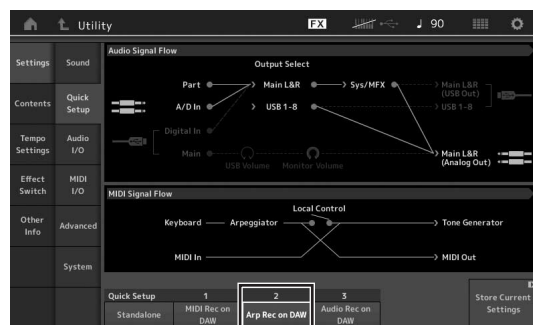 Utility
FX
♩ 90
Settings
Sound
Contents
Quick Setup
Tempo Settings
Audio I/O
Effect Switch
MIDI I/O
Other Info
Advanced
System
Audio Signal Flow
Output Select
Part
Main L&R
Sys/MFX
Main L&R (USB Out)
A/D In
USB 1-8
USB 1-8
Digital In
Main
USB Volume
Monitor Volume
Main L&R (Analog Out)
MIDI Signal Flow
Local Control
Keyboard
Arpeggiator
Tone Generator
MIDI In
MIDI Out
Quick Setup
1
2
3
Standalone
MIDI Rec on DAW
Arp Rec on DAW
Audio Rec on DAW
Store Current Settings